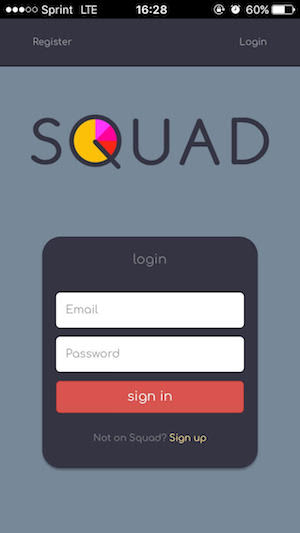 Sprint LTE 16:28 60%
Register Login
SQUAD
login
Email
Password
sign in
Not on Squad? Sign up